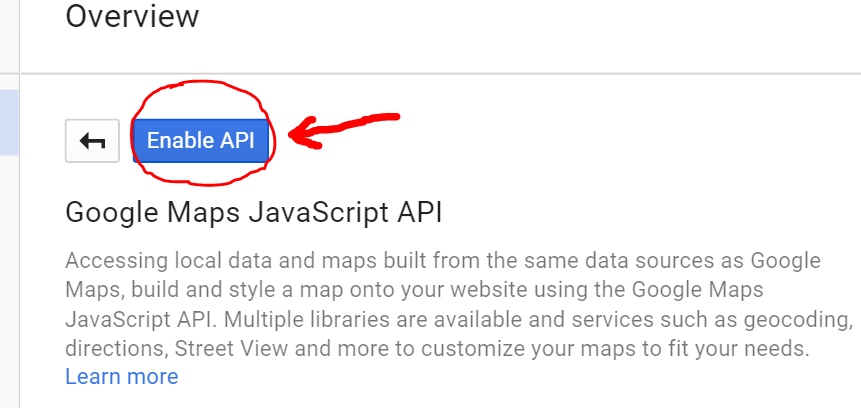 Overview
Enable API
Google Maps JavaScript API
Accessing local data and maps built from the same data sources as Google
Maps, build and style a map onto your website using the Google Maps
JavaScript API. Multiple libraries are available and services such as geocoding,
directions, Street View and more to customize your maps to fit your needs.
Learn more